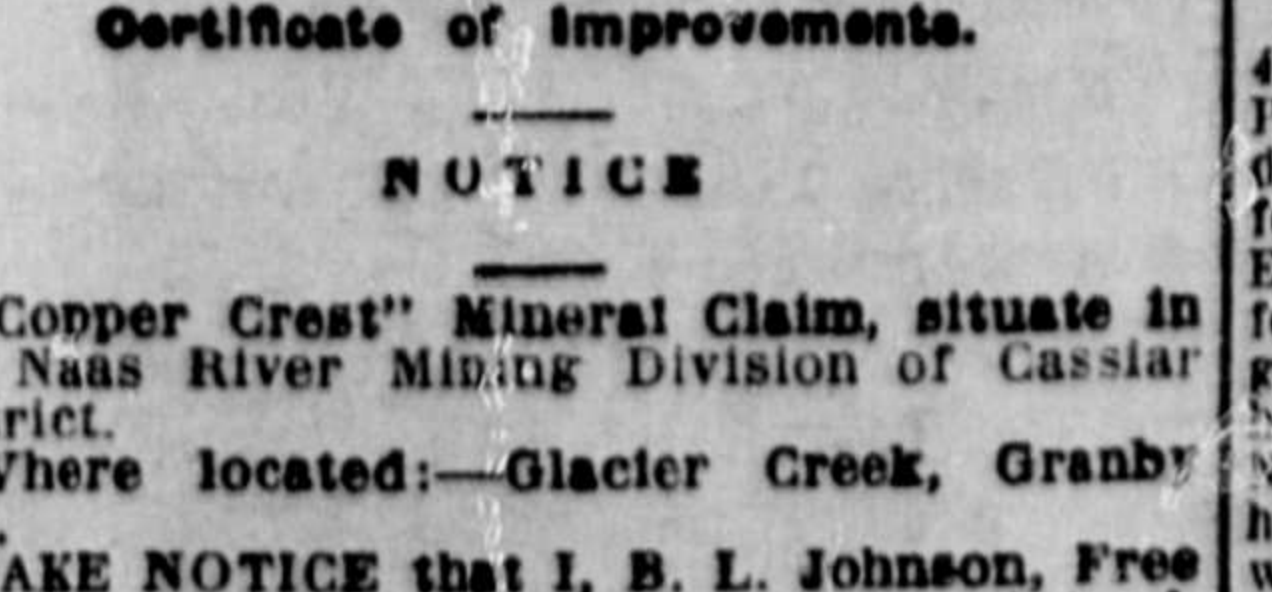 Certificate of Improvements.
NOTICE
Copper Crest" Mineral Claim, situate in
Naas River Mining Division of Cassiar
rict.
Where located:—Glacier Creek, Granby
AKE NOTICE that I, B. L. Johnson, Free